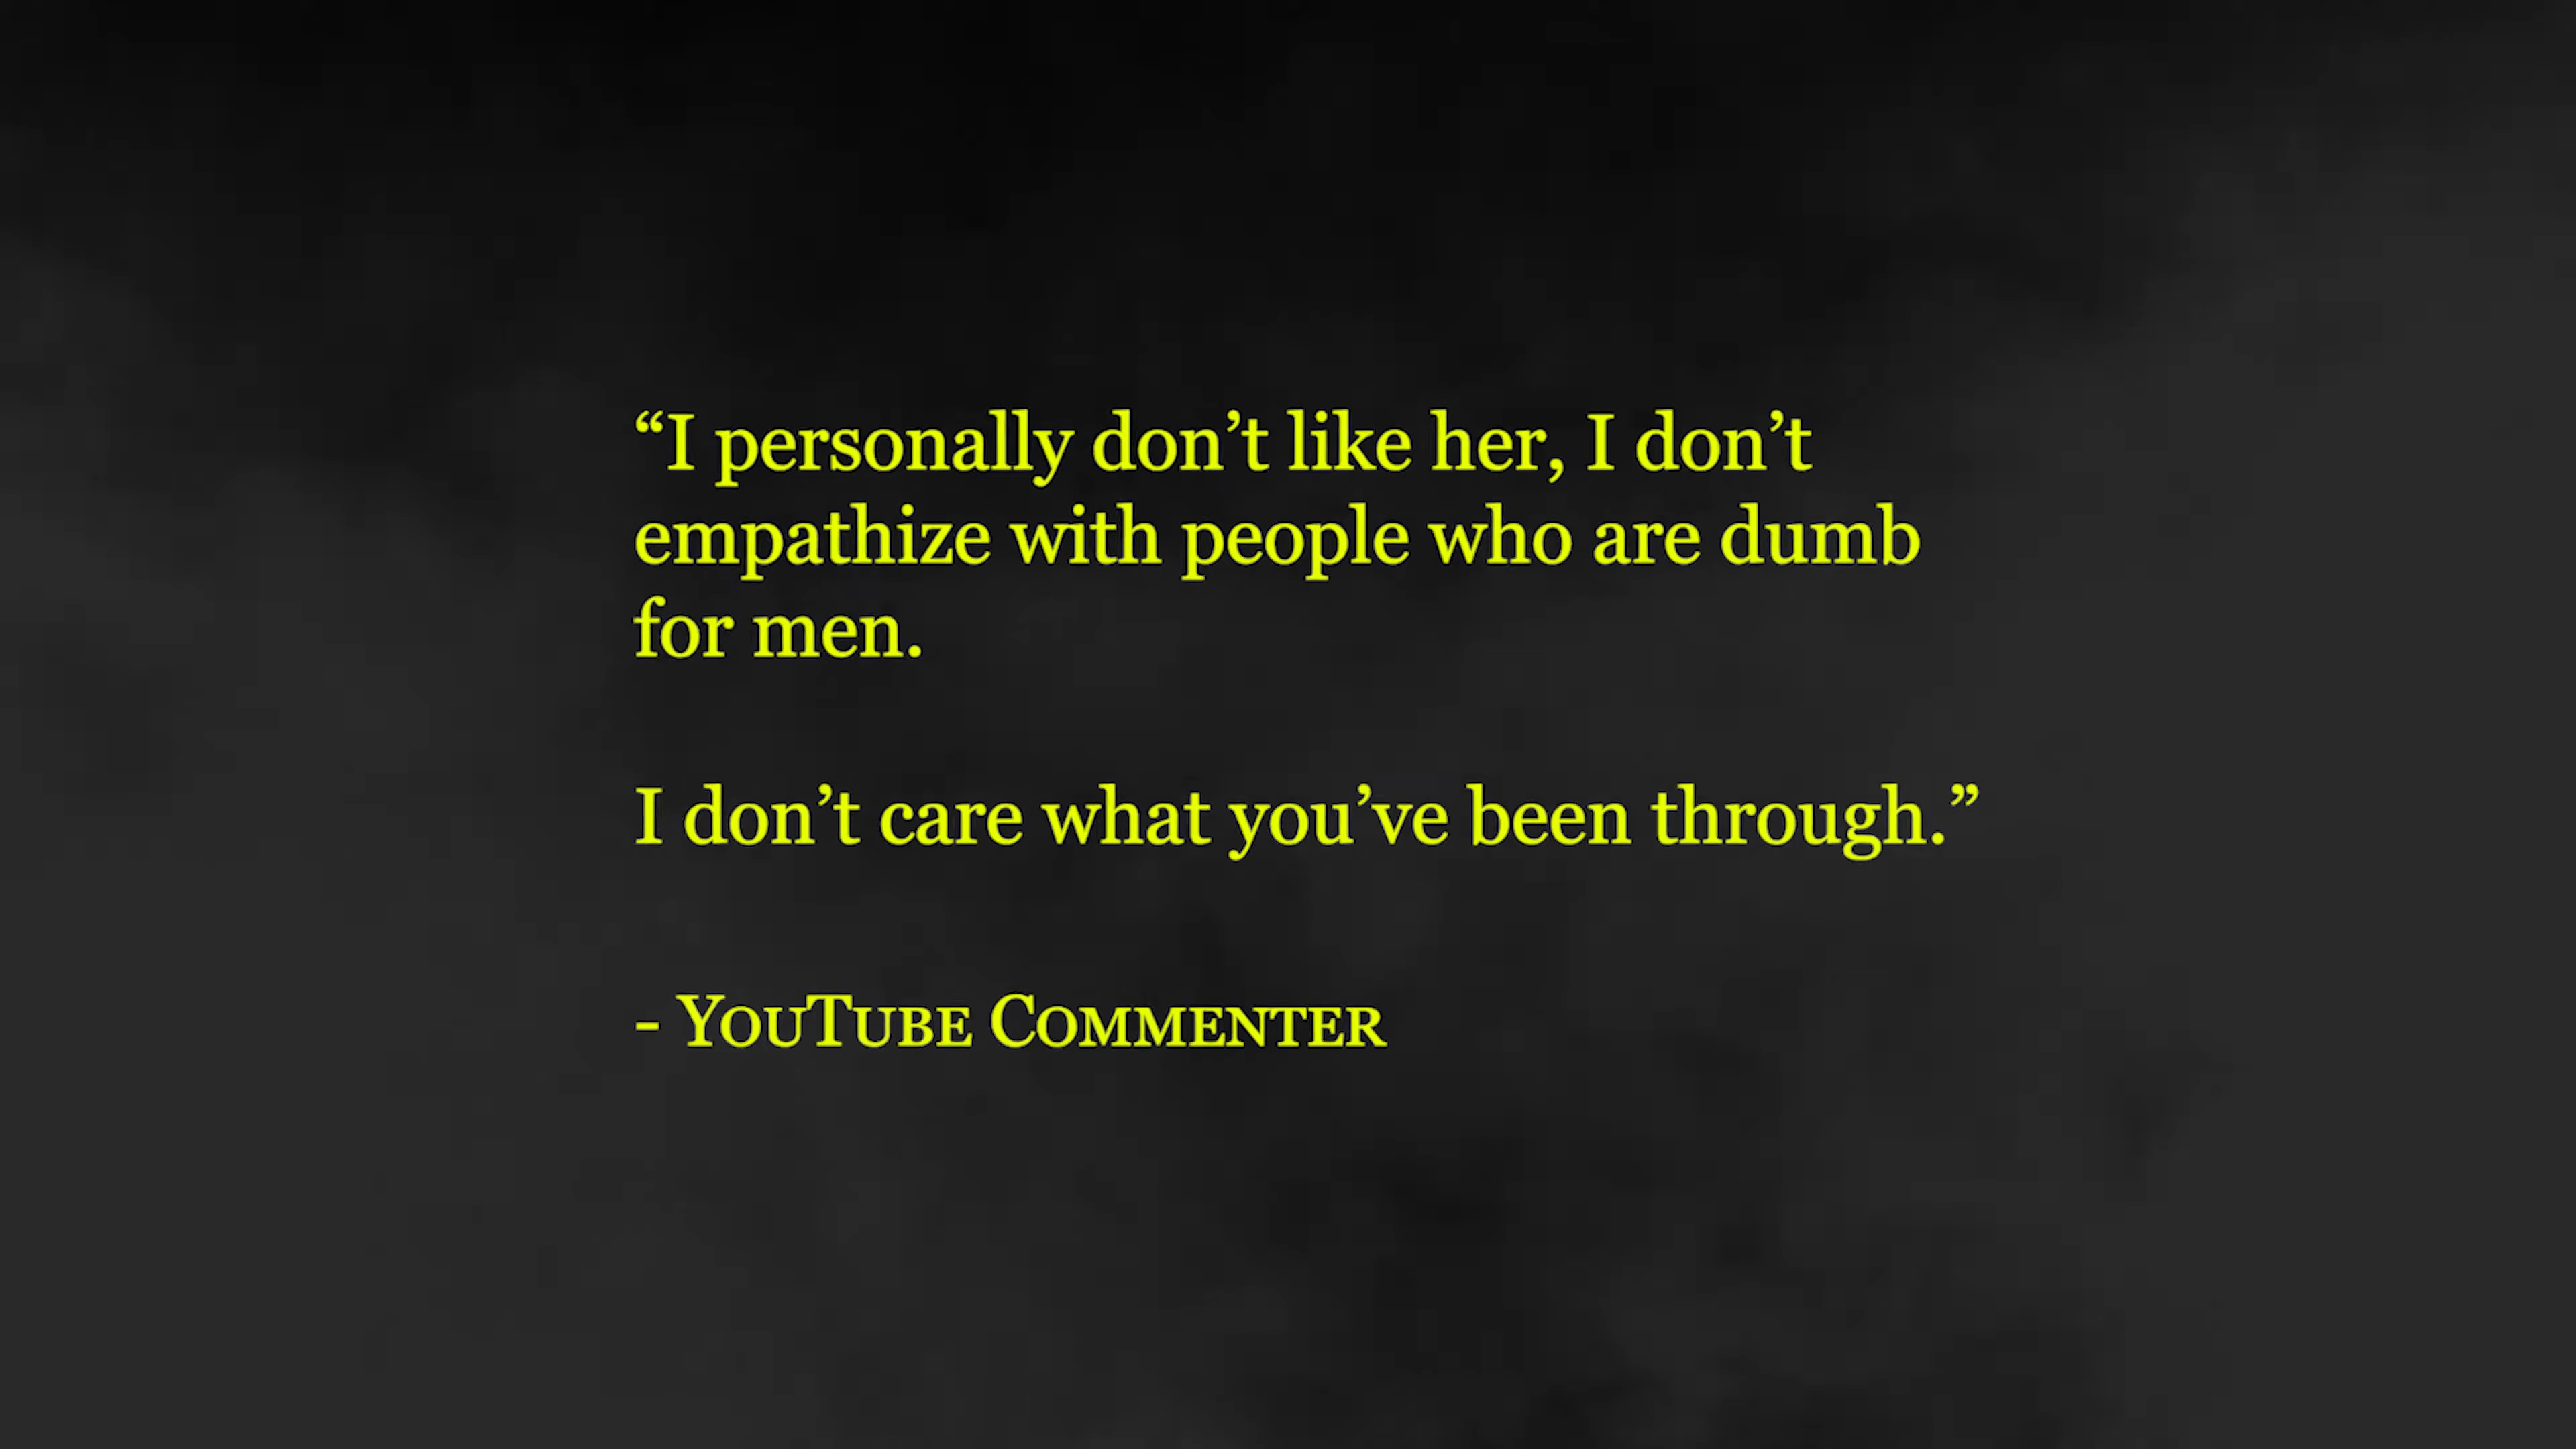 “I personally don’t like her, I don’t
empathize with people who are dumb
for men.
I don’t care what you’ve been through.”
- YouTube Commenter